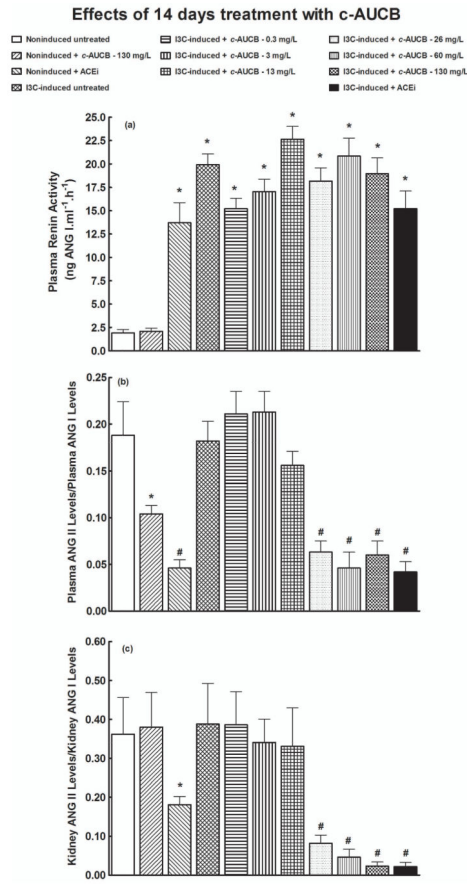 Effects of 14 days treatment with c-AUCB
Noninduced untreated
Noninduced + c-AUCB - 130 mg/L
Noninduced + ACEi
I3C-induced untreated
I3C-induced + c-AUCB - 0.3 mg/L
I3C-induced + c-AUCB - 3 mg/L
I3C-induced + c-AUCB - 13 mg/L
I3C-induced + c-AUCB - 26 mg/L
I3C-induced + c-AUCB - 60 mg/L
I3C-induced + c-AUCB - 130 mg/L
I3C-induced + ACEi
(a)
Plasma Renin Activity
(ng ANG I.ml⁻¹.h⁻¹)
25.0
22.5
20.0
17.5
15.0
12.5
10.0
7.5
5.0
2.5
0.0
* * * * * * * * *
(b)
Plasma ANG II Levels/Plasma ANG I Levels
0.25
0.20
0.15
0.10
0.05
0.00
* # # # # #
(c)
Kidney ANG II Levels/Kidney ANG I Levels
0.60
0.50
0.40
0.30
0.20
0.10
0.00
* # # # #